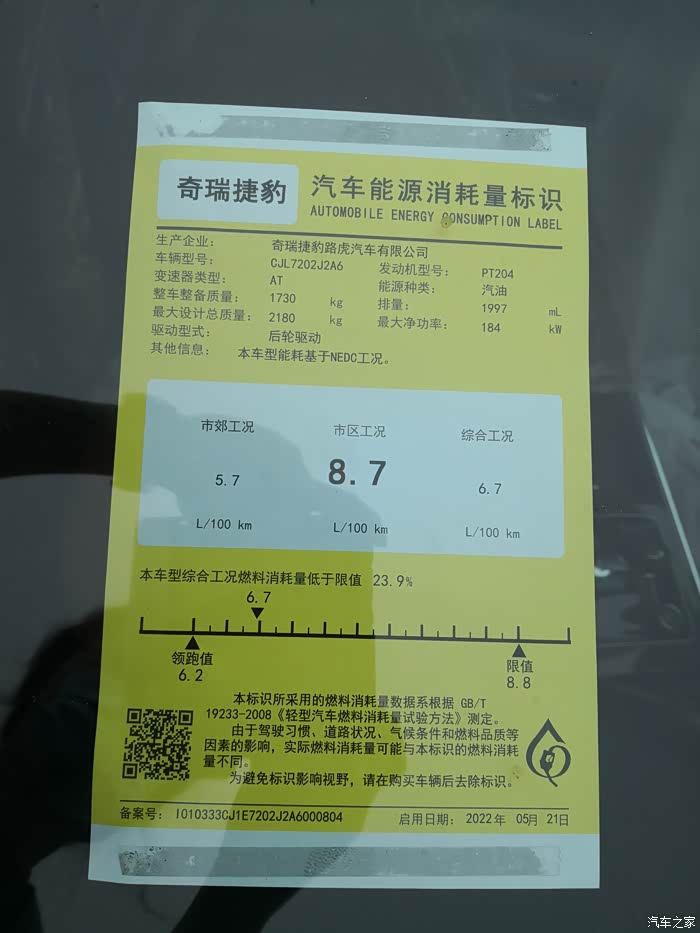 奇瑞捷豹
汽车能源消耗量标识
AUTOMOBILE ENERGY CONSUMPTION LABEL
生产企业： 奇瑞捷豹路虎汽车有限公司
车辆型号： CJL7202J2A6 发动机型号： PT204
变速器类型： AT 能源种类： 汽油
整车整备质量： 1730 kg 排量： 1997 mL
最大设计总质量： 2180 kg 最大净功率： 184 kW
驱动型式： 后轮驱动
其他信息： 本车型能耗基于NEDC工况。
市郊工况 市区工况 综合工况
5.7 8.7 6.7
L/100 km L/100 km L/100 km
本车型综合工况燃料消耗量低于限值 23.9%
6.7
领跑值 限值
6.2 8.8
本标识所采用的燃料消耗量数据系根据 GB/T
19233-2008《轻型汽车燃料消耗量试验方法》测定。
由于驾驶习惯、道路状况、气候条件和燃料品质等
因素的影响，实际燃料消耗量可能与本标识的燃料消耗
量不同。
为避免标识影响视野，请在购买车辆后去除标识。
备案号： I010333CJ1E7202J2A6000804 启用日期： 2022年 05月 21日
汽车之家